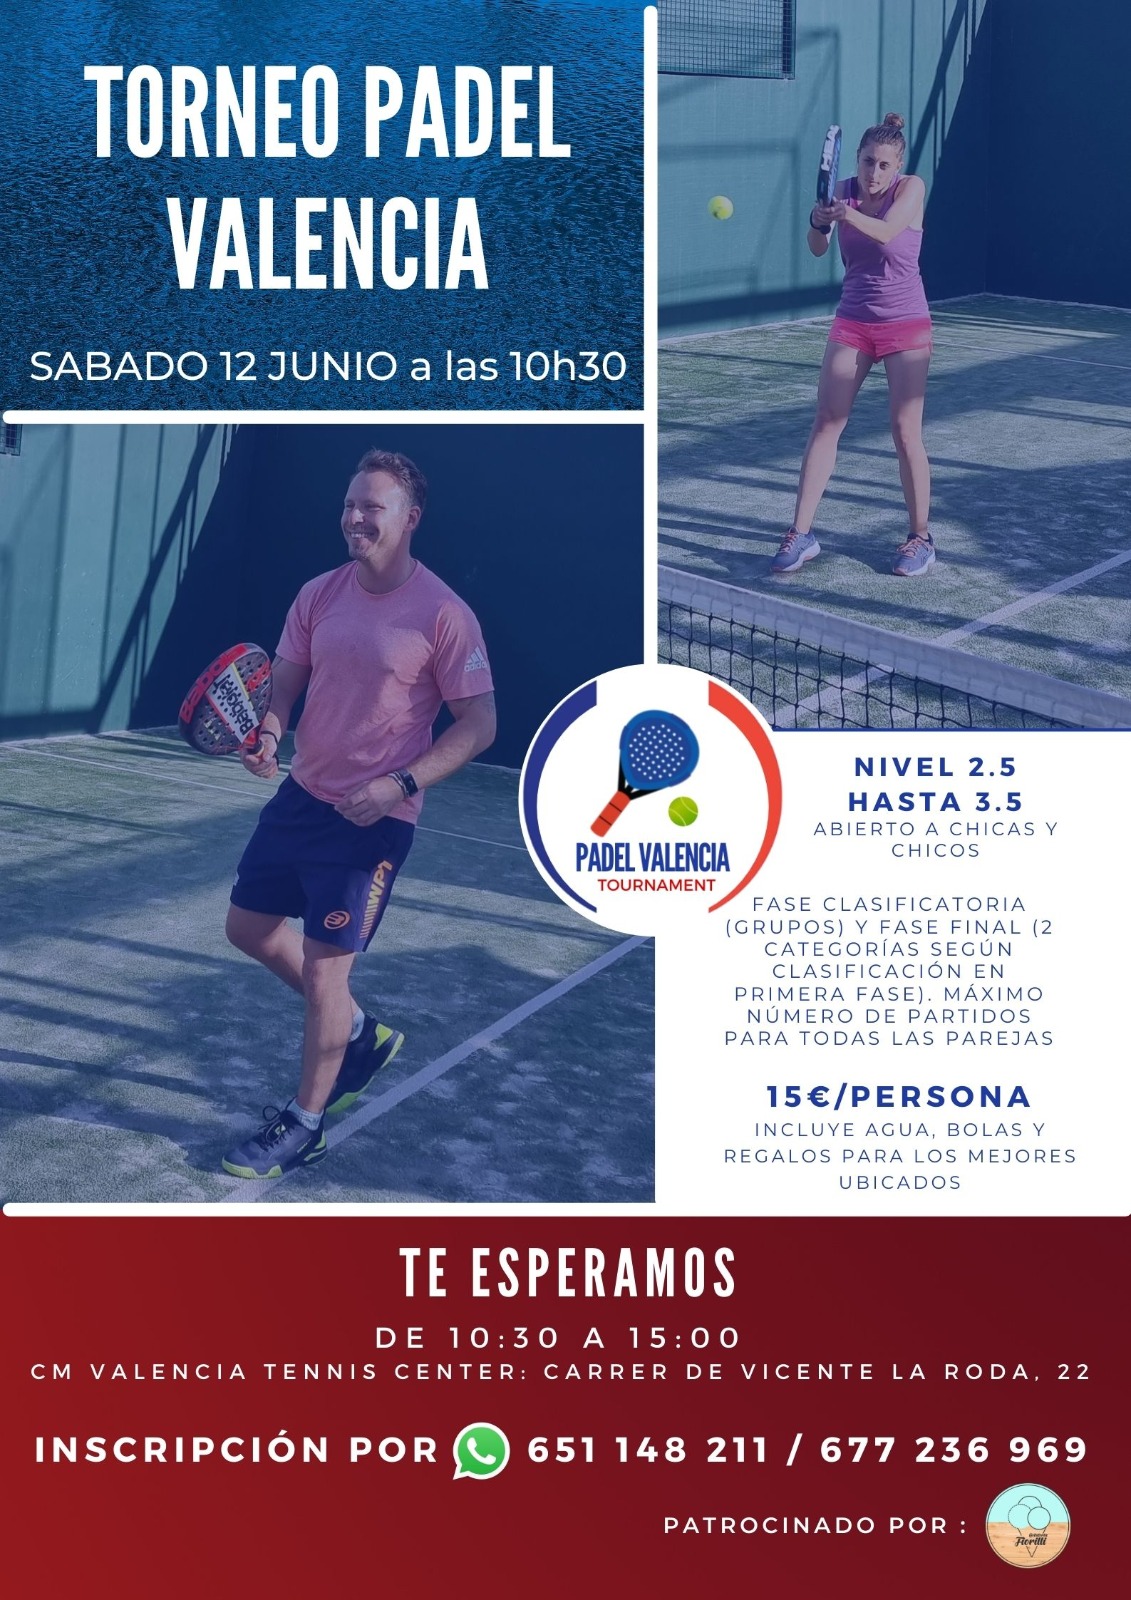 TORNEO PADEL
VALENCIA
SABADO 12 JUNIO a las 10h30
adidas
WPT
PADEL VALENCIA
TOURNAMENT
NIVEL 2.5
HASTA 3.5
ABIERTO A CHICAS Y
CHICOS
FASE CLASIFICATORIA
(GRUPOS) Y FASE FINAL (2
CATEGORÍAS SEGÚN
CLASIFICACIÓN EN
PRIMERA FASE). MÁXIMO
NÚMERO DE PARTIDOS
PARA TODAS LAS PAREJAS
15€/PERSONA
INCLUYE AGUA, BOLAS Y
REGALOS PARA LOS MEJORES
UBICADOS
TE ESPERAMOS
DE 10:30 A 15:00
CM VALENCIA TENNIS CENTER: CARRER DE VICENTE LA RODA, 22
INSCRIPCIÓN POR 651 148 211 / 677 236 969
PATROCINADO POR :
Fioritti